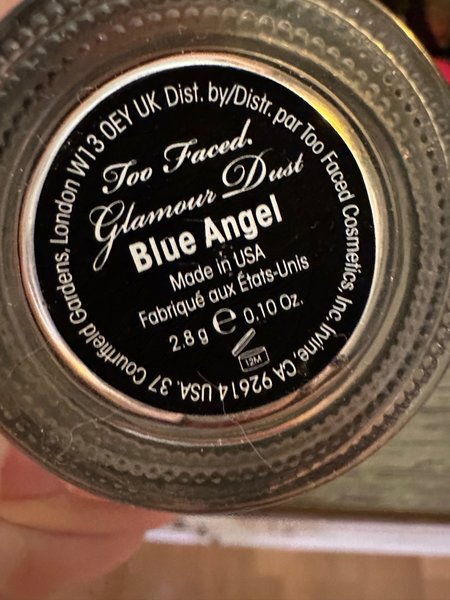 Too Faced.
Glamour Dust
Blue Angel
Made in USA
Fabriqué aux États-Unis
2.8 g e 0.10 Oz.
12M
Dist. by/Distr. par Too Faced Cosmetics, Inc. Irvine, CA 92614 USA. 37 Courtfield Gardens, London W13 0EY UK